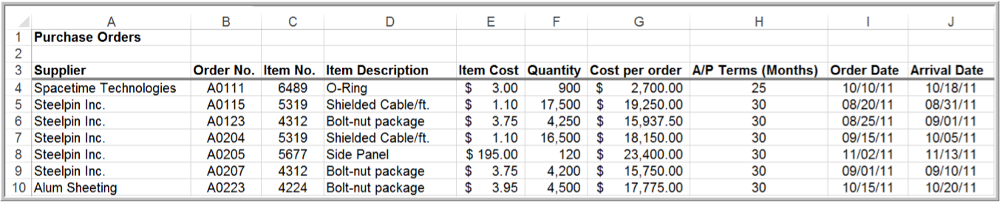 A B C D E F G H I J
1 Purchase Orders
2
3 Supplier Order No. Item No. Item Description Item Cost Quantity Cost per order A/P Terms (Months) Order Date Arrival Date
4 Spacetime Technologies A0111 6489 O-Ring $ 3.00 900 $ 2,700.00 25 10/10/11 10/18/11
5 Steelpin Inc. A0115 5319 Shielded Cable/ft. $ 1.10 17,500 $ 19,250.00 30 08/20/11 08/31/11
6 Steelpin Inc. A0123 4312 Bolt-nut package $ 3.75 4,250 $ 15,937.50 30 08/25/11 09/01/11
7 Steelpin Inc. A0204 5319 Shielded Cable/ft. $ 1.10 16,500 $ 18,150.00 30 09/15/11 10/05/11
8 Steelpin Inc. A0205 5677 Side Panel $ 195.00 120 $ 23,400.00 30 11/02/11 11/13/11
9 Steelpin Inc. A0207 4312 Bolt-nut package $ 3.75 4,200 $ 15,750.00 30 09/01/11 09/10/11
10 Alum Sheeting A0223 4224 Bolt-nut package $ 3.95 4,500 $ 17,775.00 30 10/15/11 10/20/11